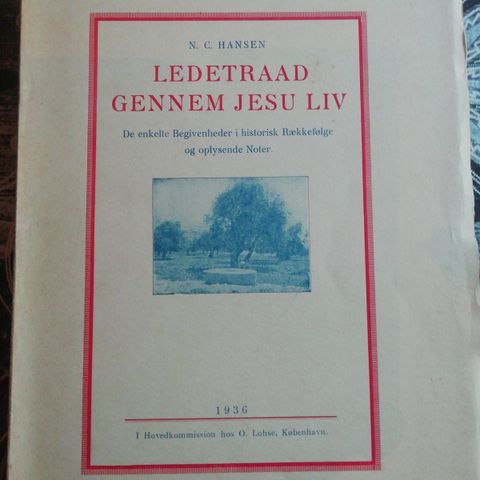 N. C. HANSEN
LEDETRAAD
GENNEM JESU LIV
De enkelte Begivenheder i historisk Rækkefølge
og oplysende Noter.
1936
I Hovedkommission hos O. Lohse, København.